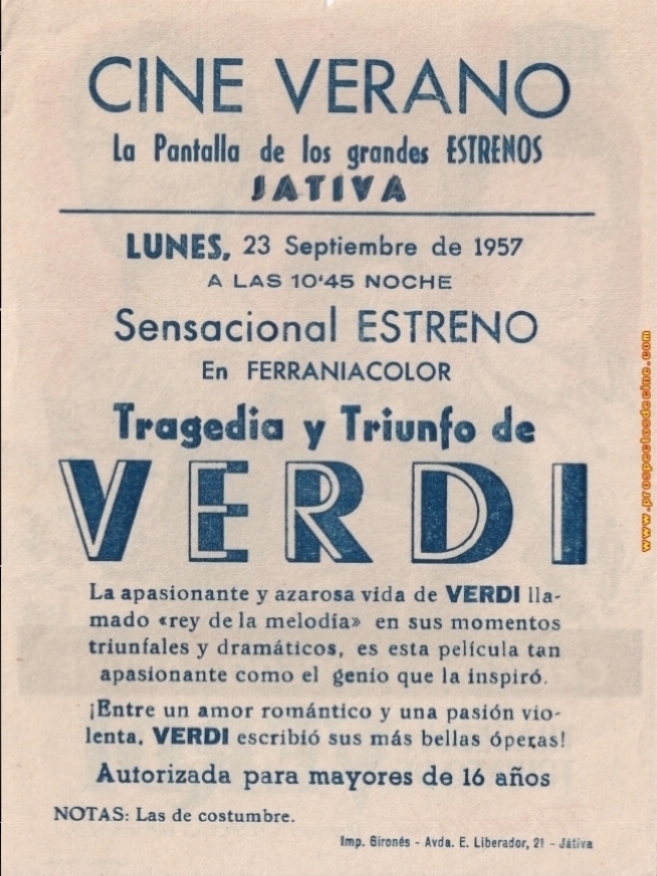 CINE VERANO
La Pantalla de los grandes ESTRENOS
JATIVA
LUNES, 23 Septiembre de 1957
A LAS 10'45 NOCHE
Sensacional ESTRENO
En FERRANIACOLOR
Tragedia y Triunfo de
VERDI
La apasionante y azarosa vida de VERDI lla-
mado «rey de la melodía» en sus momentos
triunfales y dramáticos, es esta película tan
apasionante como el genio que la inspiró.
¡Entre un amor romántico y una pasión vio-
lenta, VERDI escribió sus más bellas óperas!
Autorizada para mayores de 16 años
NOTAS: Las de costumbre.
Imp. Gironés - Avda. E. Liberador, 21 - Játiva
www.prospectosdecine.com